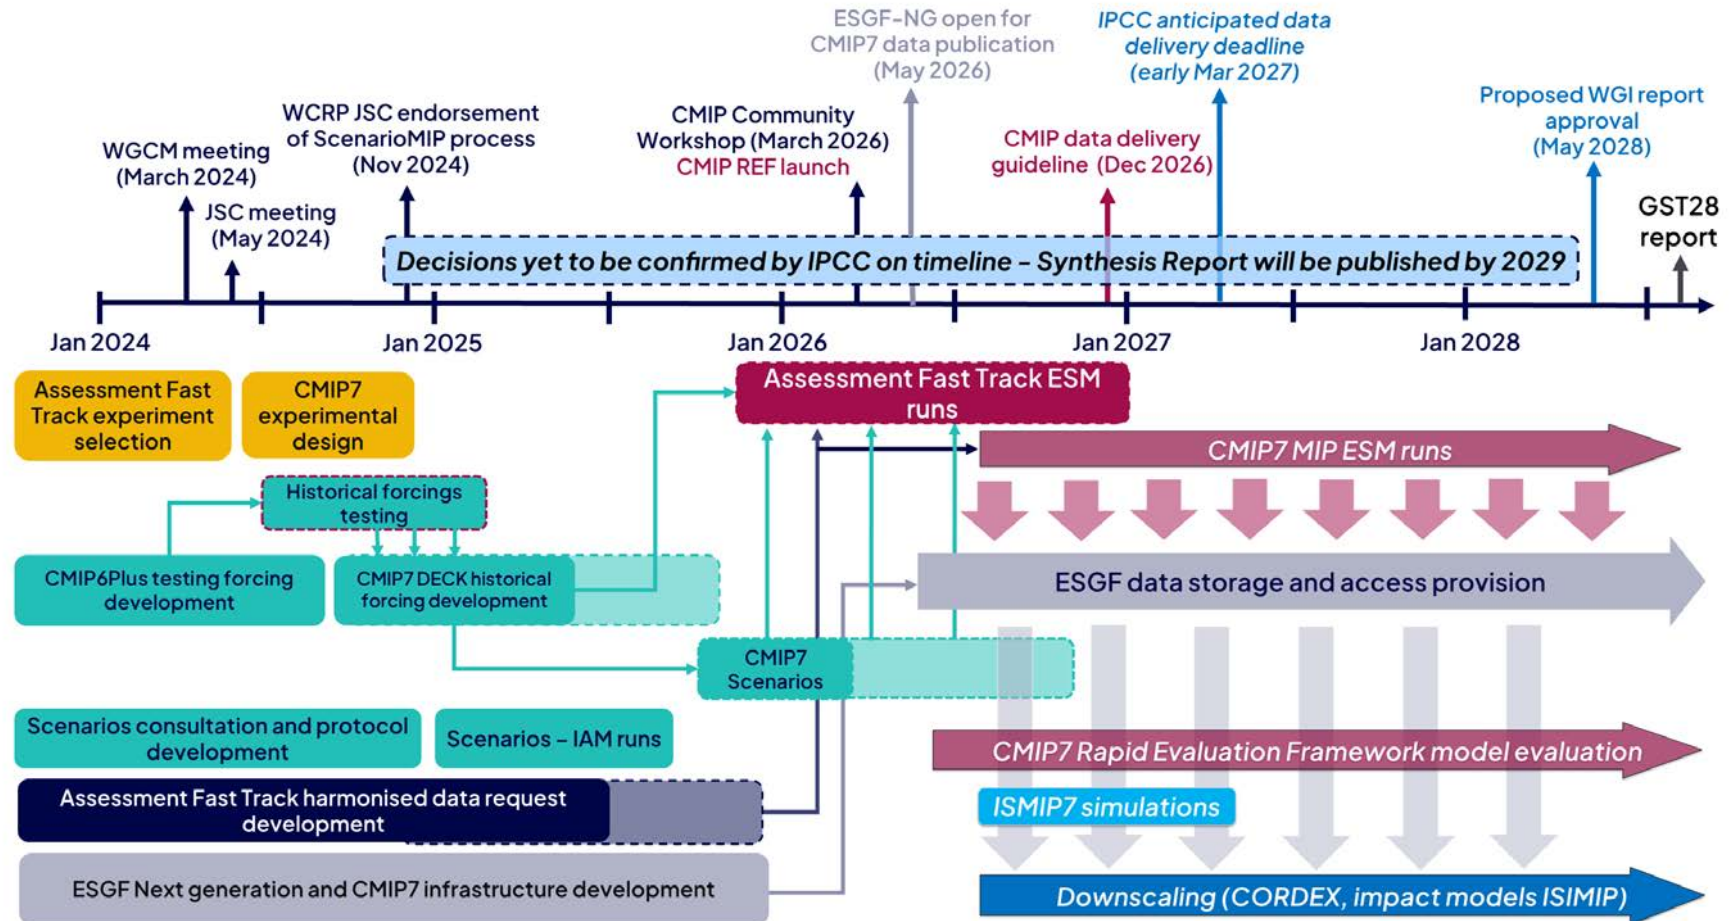 ESGF-NG open for
CMIP7 data publication
(May 2026)
IPCC anticipated data
delivery deadline
(early Mar 2027)
WGCM meeting
(March 2024)
JSC meeting
(May 2024)
WCRP JSC endorsement
of ScenarioMIP process
(Nov 2024)
CMIP Community
Workshop (March 2026)
CMIP REF launch
CMIP data delivery
guideline (Dec 2026)
Proposed WGI report
approval
(May 2028)
GST28
report
Decisions yet to be confirmed by IPCC on timeline – Synthesis Report will be published by 2029
Jan 2024
Jan 2025
Jan 2026
Jan 2027
Jan 2028
Assessment Fast
Track experiment
selection
CMIP7
experimental
design
Assessment Fast Track ESM
runs
CMIP7 MIP ESM runs
Historical forcings
testing
CMIP6Plus testing forcing
development
CMIP7 DECK historical
forcing development
ESGF data storage and access provision
CMIP7
Scenarios
Scenarios consultation and protocol
development
Scenarios – IAM runs
CMIP7 Rapid Evaluation Framework model evaluation
Assessment Fast Track harmonised data request
development
ISMIP7 simulations
ESGF Next generation and CMIP7 infrastructure development
Downscaling (CORDEX, impact models ISIMIP)